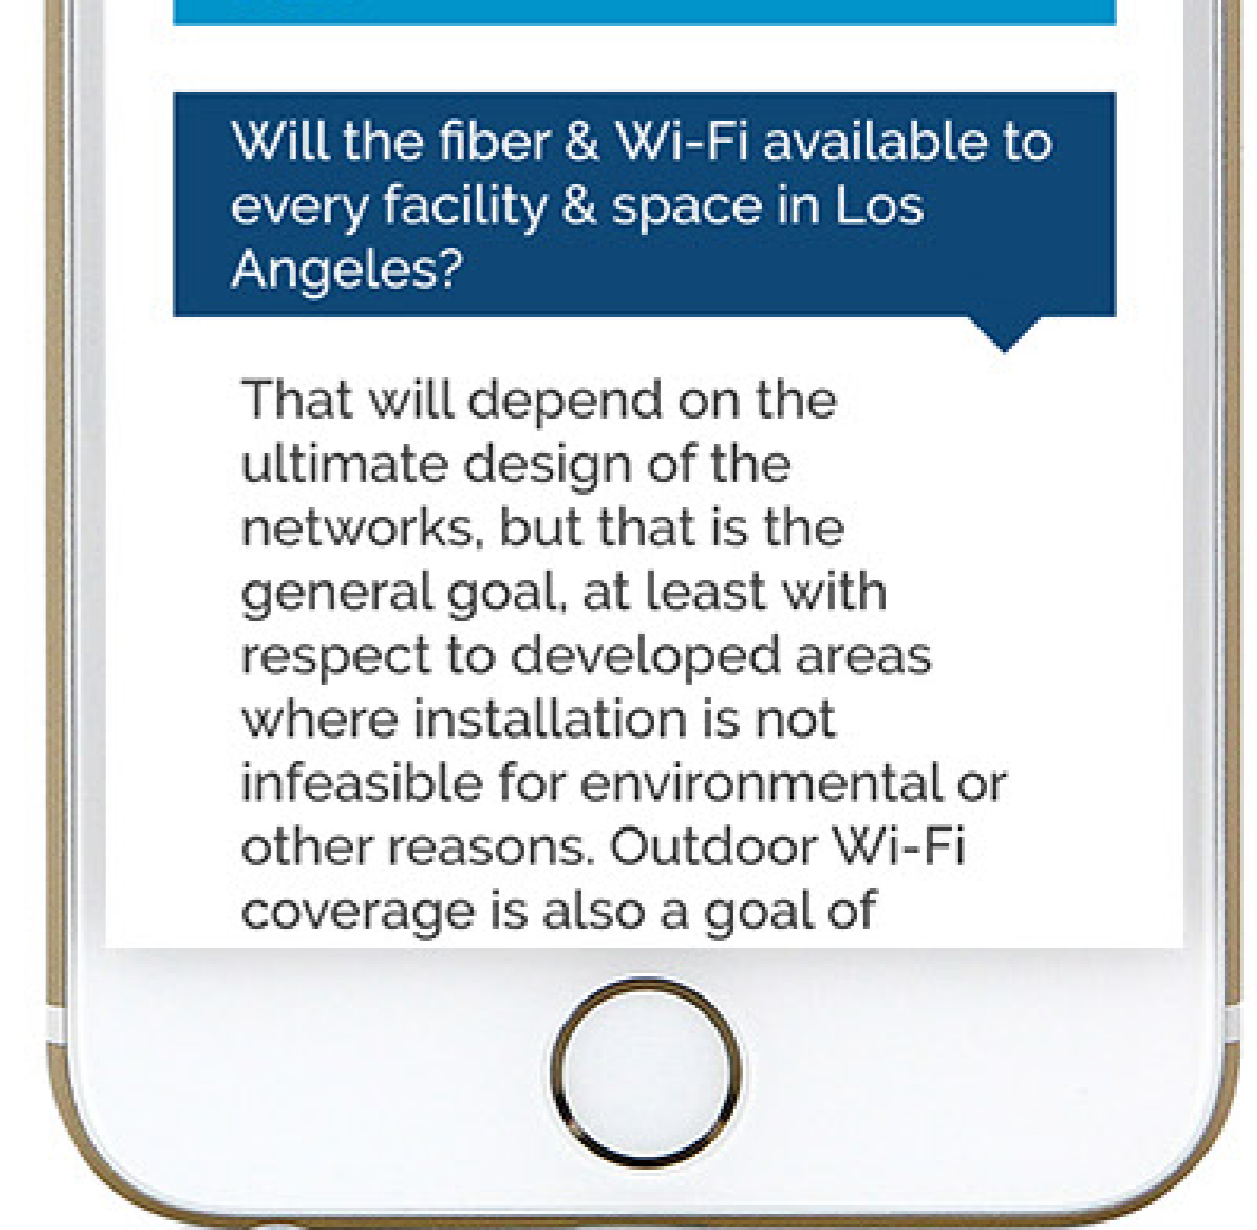 Will the fiber & Wi-Fi available to
every facility & space in Los
Angeles?
That will depend on the
ultimate design of the
networks, but that is the
general goal, at least with
respect to developed areas
where installation is not
infeasible for environmental or
other reasons. Outdoor Wi-Fi
coverage is also a goal of